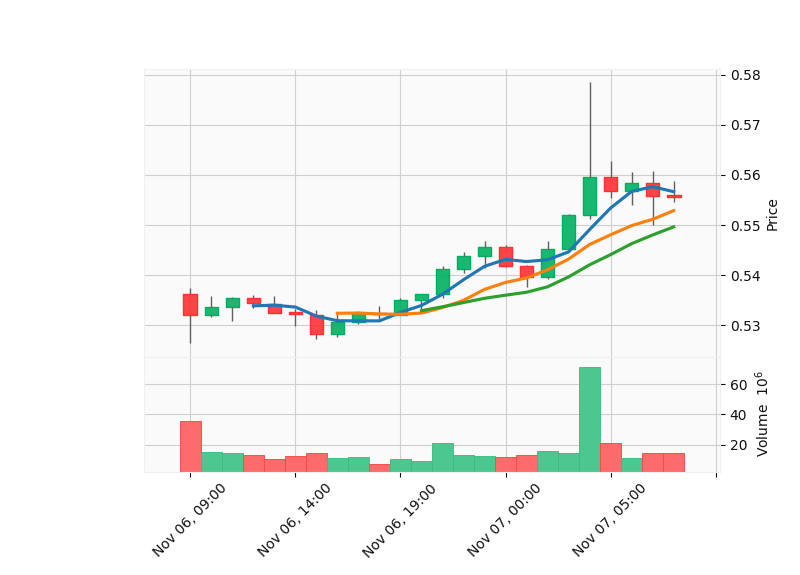 0.58
0.57
0.56
0.55
0.54
0.53
Price
60
40
20
Volume 10^6
Nov 06, 09:00
Nov 06, 14:00
Nov 06, 19:00
Nov 07, 00:00
Nov 07, 05:00